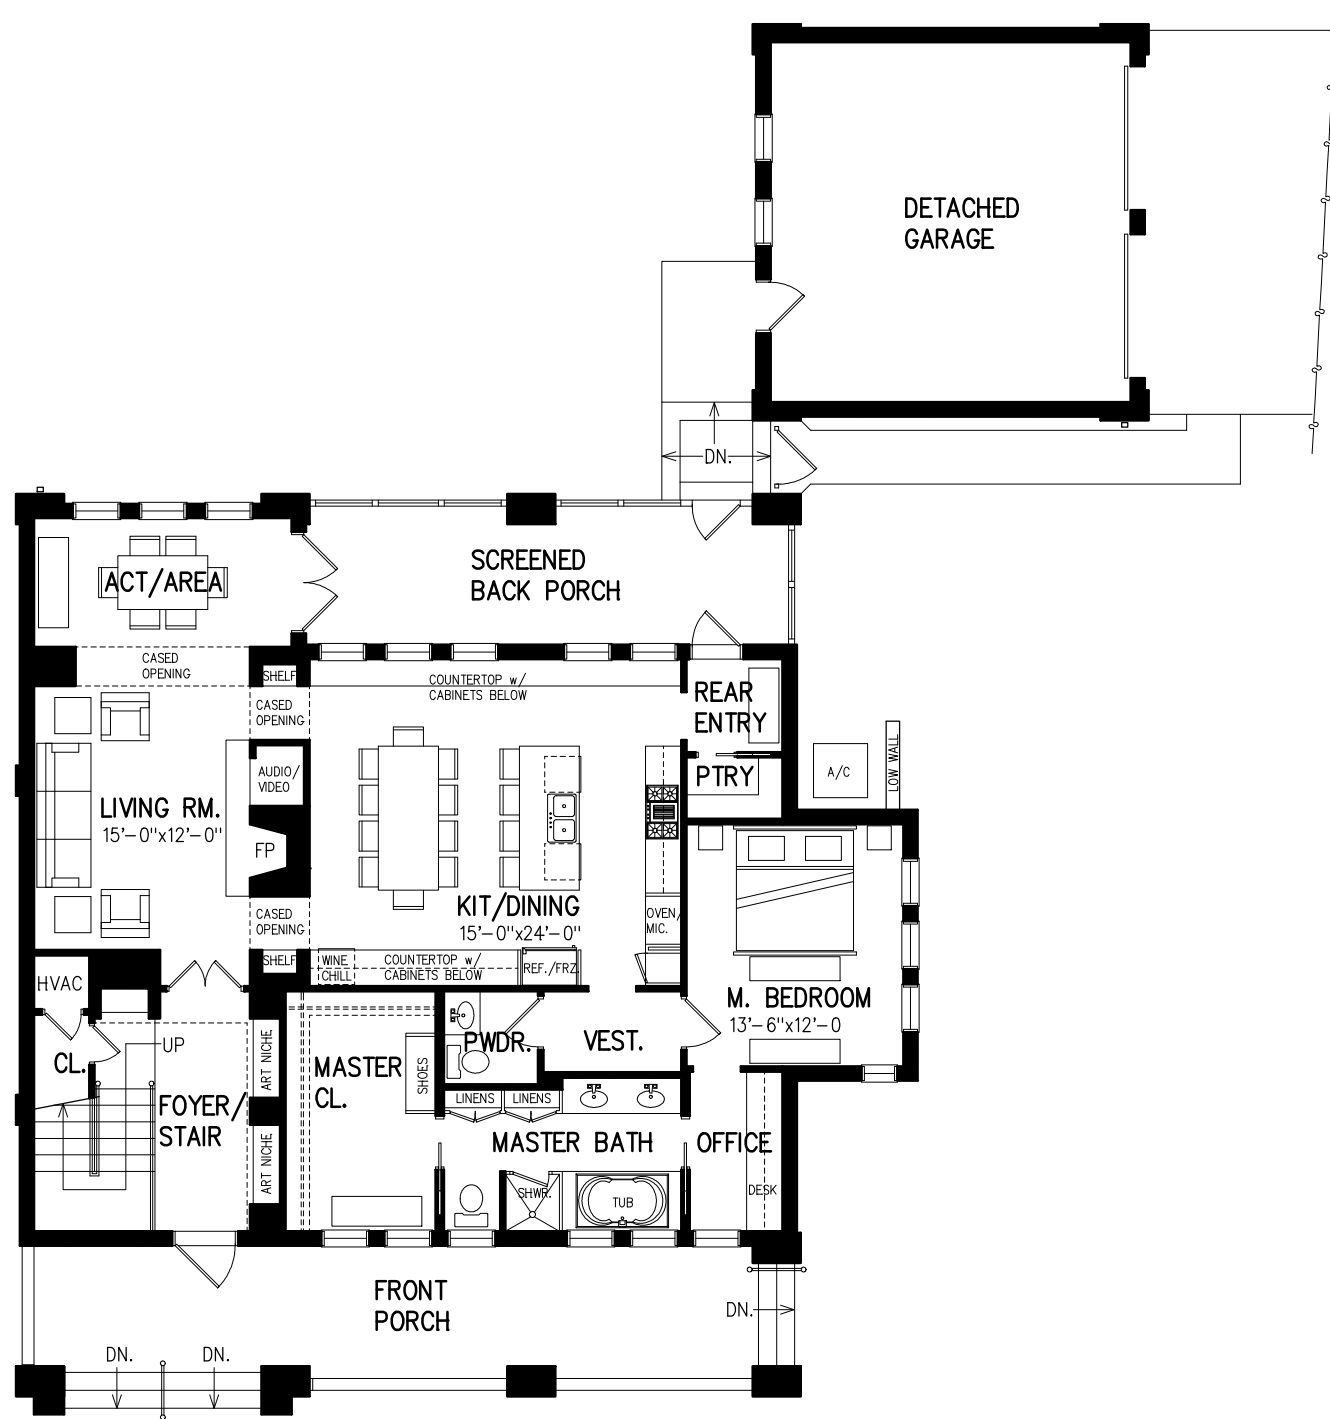 DETACHED
GARAGE
DN.
SCREENED
BACK PORCH
ACT/AREA
CASED
OPENING
SHELF
COUNTERTOP w/
CABINETS BELOW
REAR
ENTRY
CASED
OPENING
AUDIO/
VIDEO
PTRY
A/C
LOW WALL
LIVING RM.
15'-0"x12'-0"
FP
KIT/DINING
15'-0"x24'-0"
CASED
OPENING
OVEN/
MIC.
SHELF
WINE
CHILL
COUNTERTOP w/
CABINETS BELOW
REF./FRZ.
HVAC
M. BEDROOM
13'-6"x12'-0
UP
CL.
ART NICHE
PWDR.
VEST.
MASTER
CL.
SHOES
LINENS
LINENS
FOYER/
STAIR
ART NICHE
MASTER BATH
OFFICE
SHWR.
TUB
DESK
FRONT
PORCH
DN.
DN.
DN.